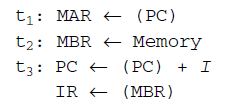 t₁: MAR ← (PC)
t₂: MBR ← Memory
t₃: PC ← (PC) + I
IR ← (MBR)